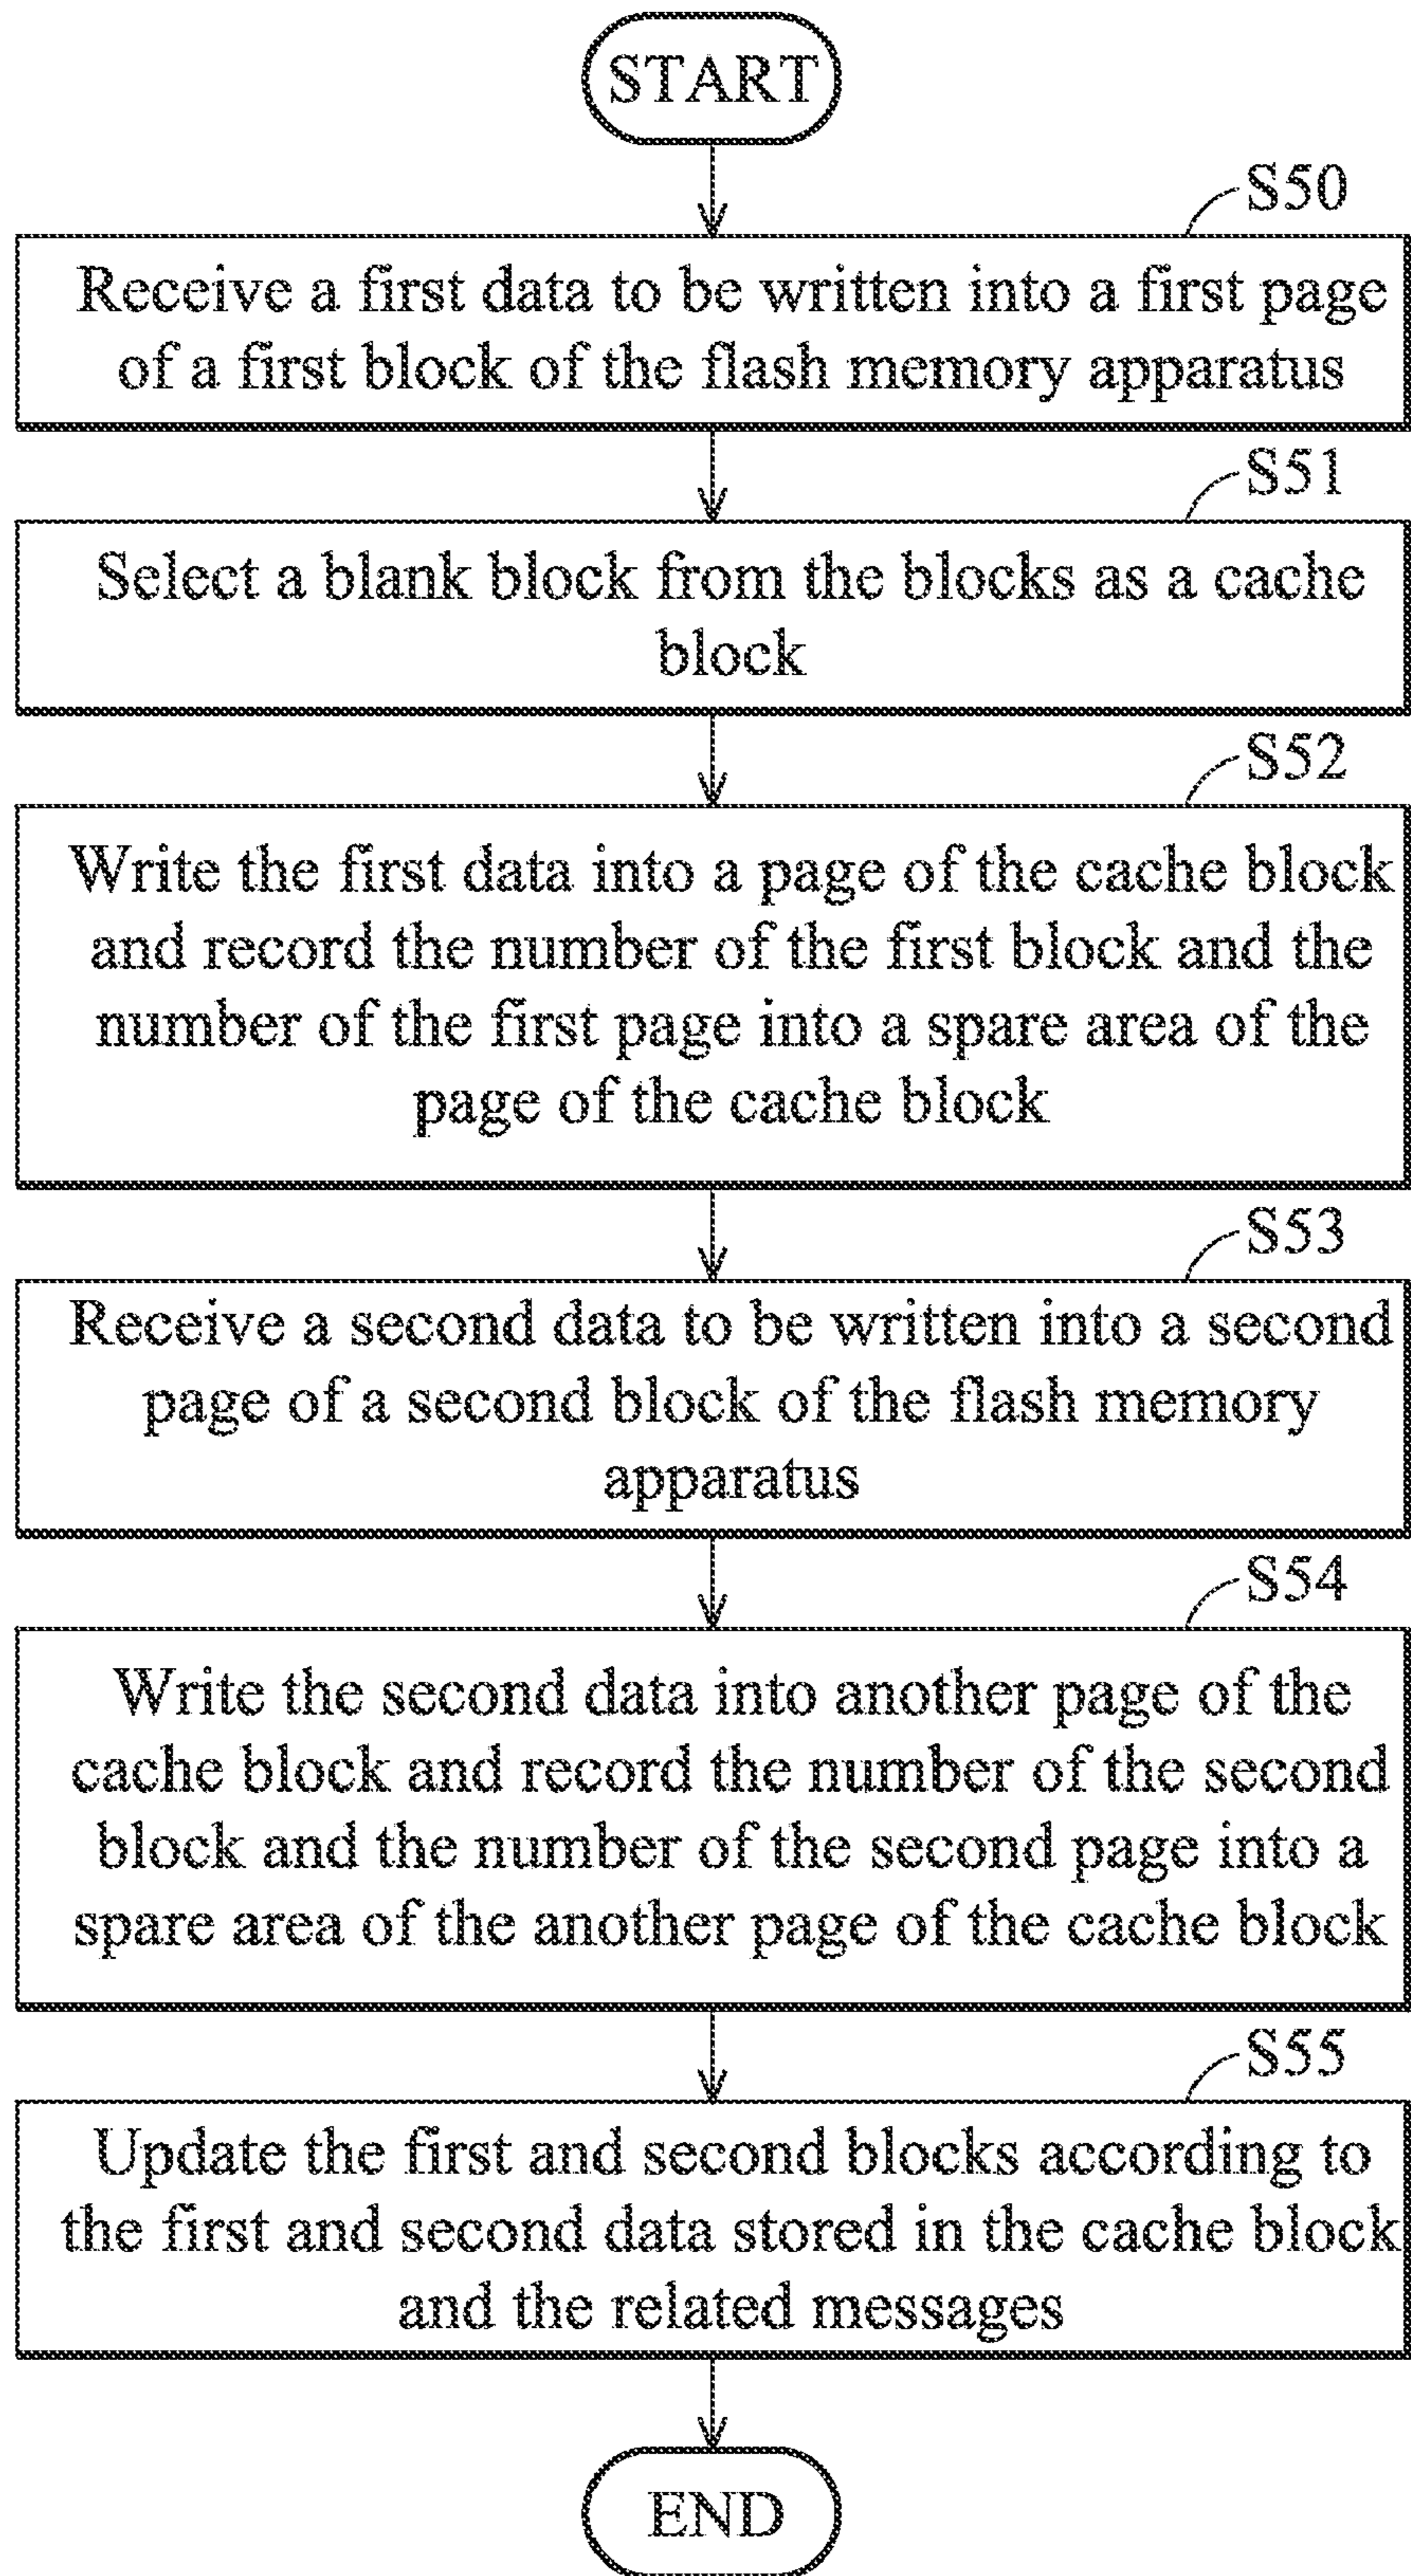 START
S50
Receive a first data to be written into a first page
of a first block of the flash memory apparatus
S51
Select a blank block from the blocks as a cache
block
S52
Write the first data into a page of the cache block
and record the number of the first block and the
number of the first page into a spare area of the
page of the cache block
S53
Receive a second data to be written into a second
page of a second block of the flash memory
apparatus
S54
Write the second data into another page of the
cache block and record the number of the second
block and the number of the second page into a
spare area of the another page of the cache block
S55
Update the first and second blocks according to
the first and second data stored in the cache block
and the related messages
END